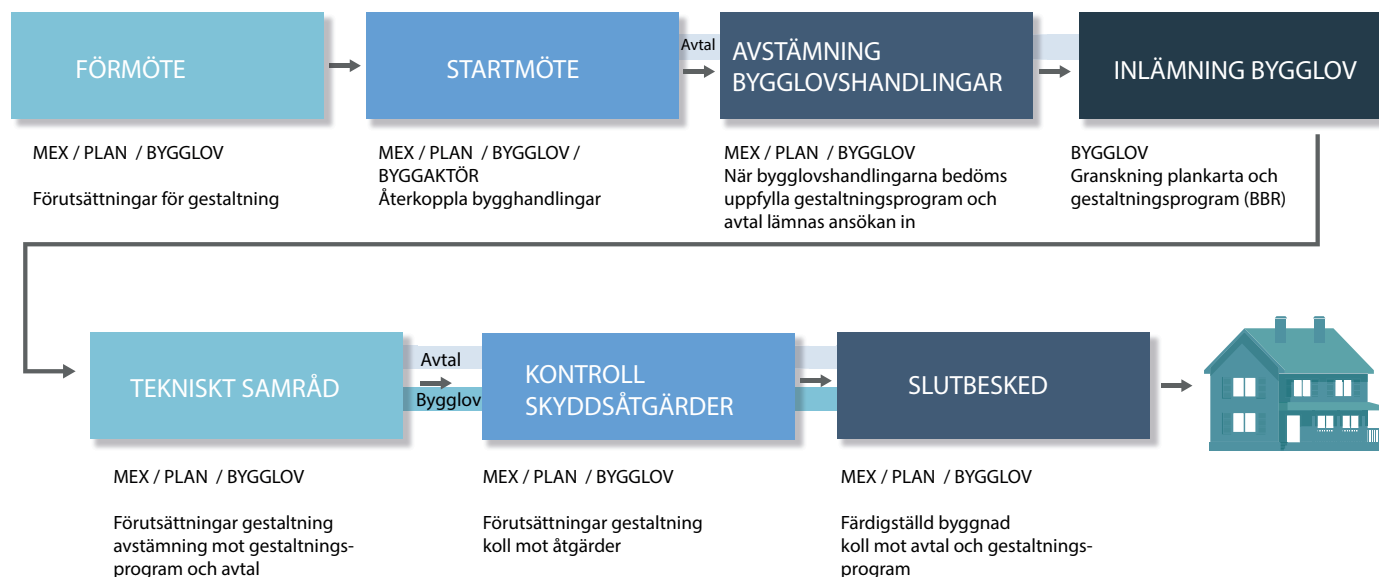 FÖRMÖTE
MEX / PLAN / BYGGLOV
Förutsättningar för gestaltning
STARTMÖTE
MEX / PLAN / BYGGLOV /
BYGGAKTÖR
Återkoppla bygghandlingar
Avtal
AVSTÄMNING
BYGGLOVSHANDLINGAR
MEX / PLAN / BYGGLOV
När bygglovshandlingarna bedöms
uppfylla gestaltningsprogram och
avtal lämnas ansökan in
INLÄMNING BYGGLOV
BYGGLOV
Granskning plankarta och
gestaltningsprogram (BBR)
TEKNISKT SAMRÅD
MEX / PLAN / BYGGLOV
Förutsättningar gestaltning
avstämning mot gestaltnings-
program och avtal
Avtal
Bygglov
KONTROLL
SKYDDSÅTGÄRDER
MEX / PLAN / BYGGLOV
Förutsättningar gestaltning
koll mot åtgärder
SLUTBESKED
MEX / PLAN / BYGGLOV
Färdigställd byggnad
koll mot avtal och gestaltnings-
program